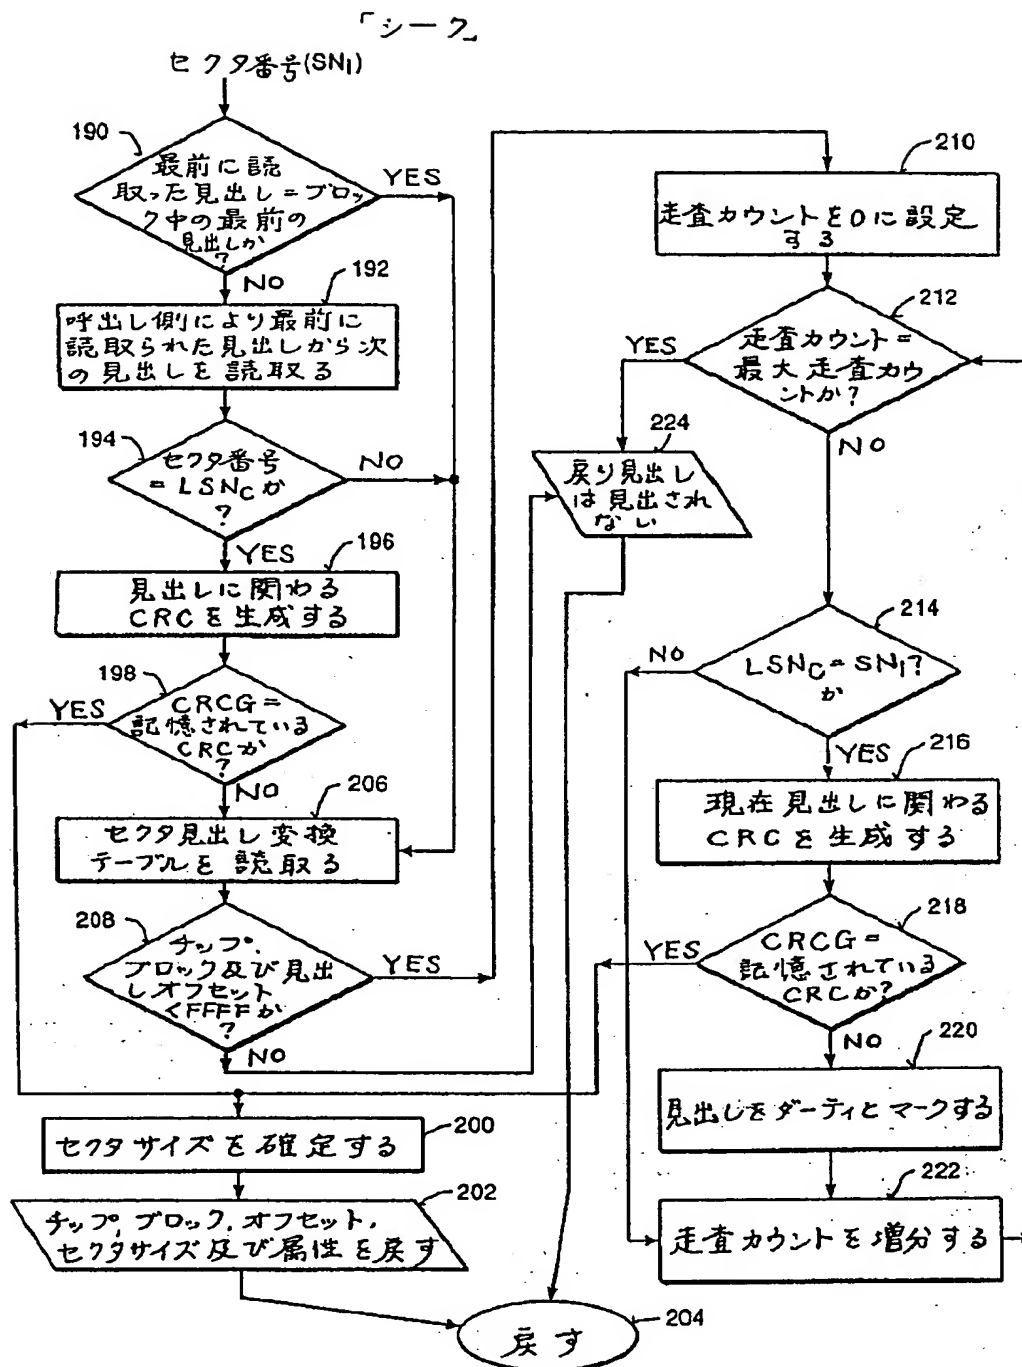 「シーク」
セクタ番号(SN1)
190
最前に読
取った見出し=ブロッ
ク中の最前の
見出しか
?
YES
NO
192
呼出し側により最前に
読取られた見出しから次
の見出しを読取る
194
セクタ番号
=LSNCか
?
NO
YES
196
見出しに関わる
CRCを生成する
198
CRCG=
記憶されている
CRCか
?
YES
NO
206
セクタ見出し変換
テーブルを読取る
208
チップ,
ブロック及び見出
しオフセット
<FFFFか
?
YES
NO
200
セクタサイズを確定する
202
チップ,ブロック,オフセット,
セクタサイズ及び属性を戻す
204
戻す
210
走査カウントを0に設定
する
212
走査カウント=
最大走査カウ
ントか?
YES
NO
224
戻り見出し
は見出され
ない
214
LSNC=SN1?
か
NO
YES
216
現在見出しに関わる
CRCを生成する
218
CRCG=
記憶されている
CRCか?
YES
NO
220
見出しをダーティとマークする
222
走査カウントを増分する